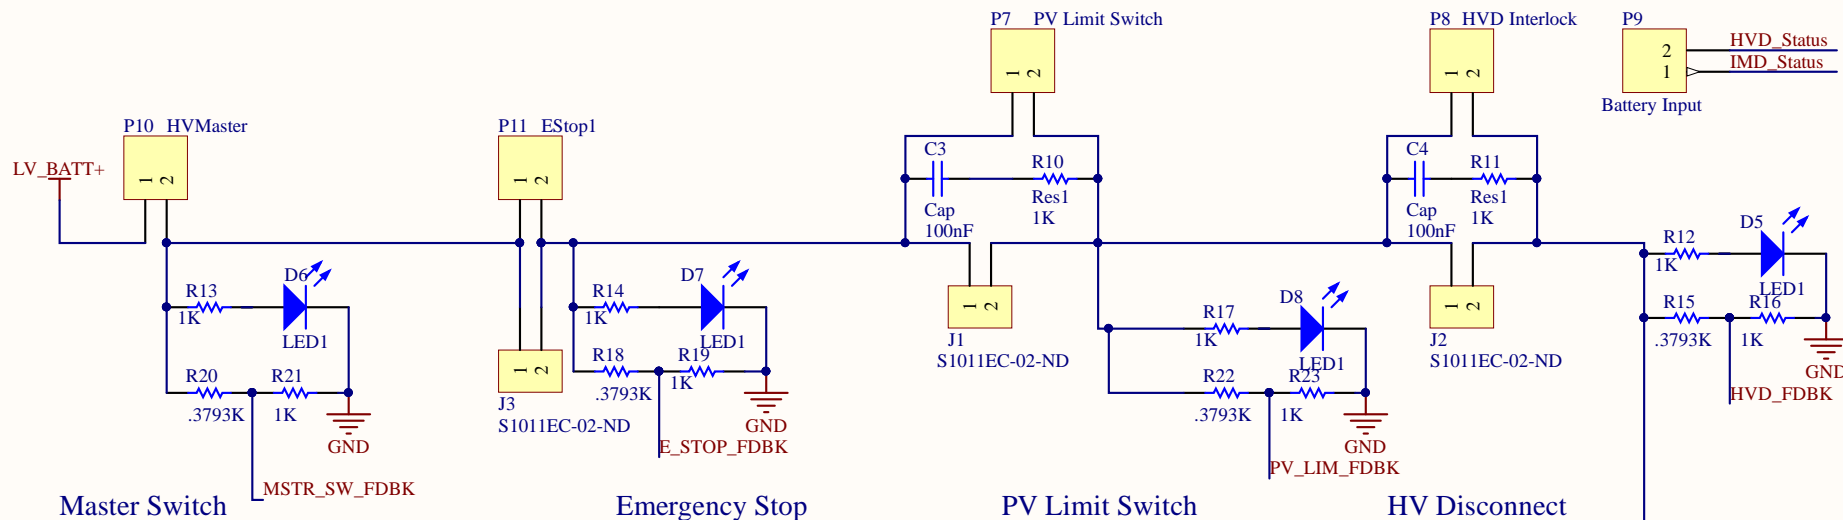 P7 PV Limit Switch
1
2
P8 HVD Interlock
1
2
P9
2
1
HVD_Status
IMD_Status
Battery Input
P10 HVMaster
1
2
LV_BATT+
P11 EStop1
1
2
C3
Cap
100nF
R10
Res1
1K
C4
Cap
100nF
R11
Res1
1K
R13
1K
D6
LED1
R20
.3793K
R21
1K
GND
MSTR_SW_FDBK
1
2
J3
S1011EC-02-ND
R14
1K
D7
LED1
R18
.3793K
R19
1K
GND
E_STOP_FDBK
1
2
J1
S1011EC-02-ND
R17
1K
D8
LED1
R22
.3793K
R23
1K
GND
PV_LIM_FDBK
1
2
J2
S1011EC-02-ND
R12
1K
D5
LED1
R15
.3793K
R16
1K
GND
HVD_FDBK
Master Switch
Emergency Stop
PV Limit Switch
HV Disconnect